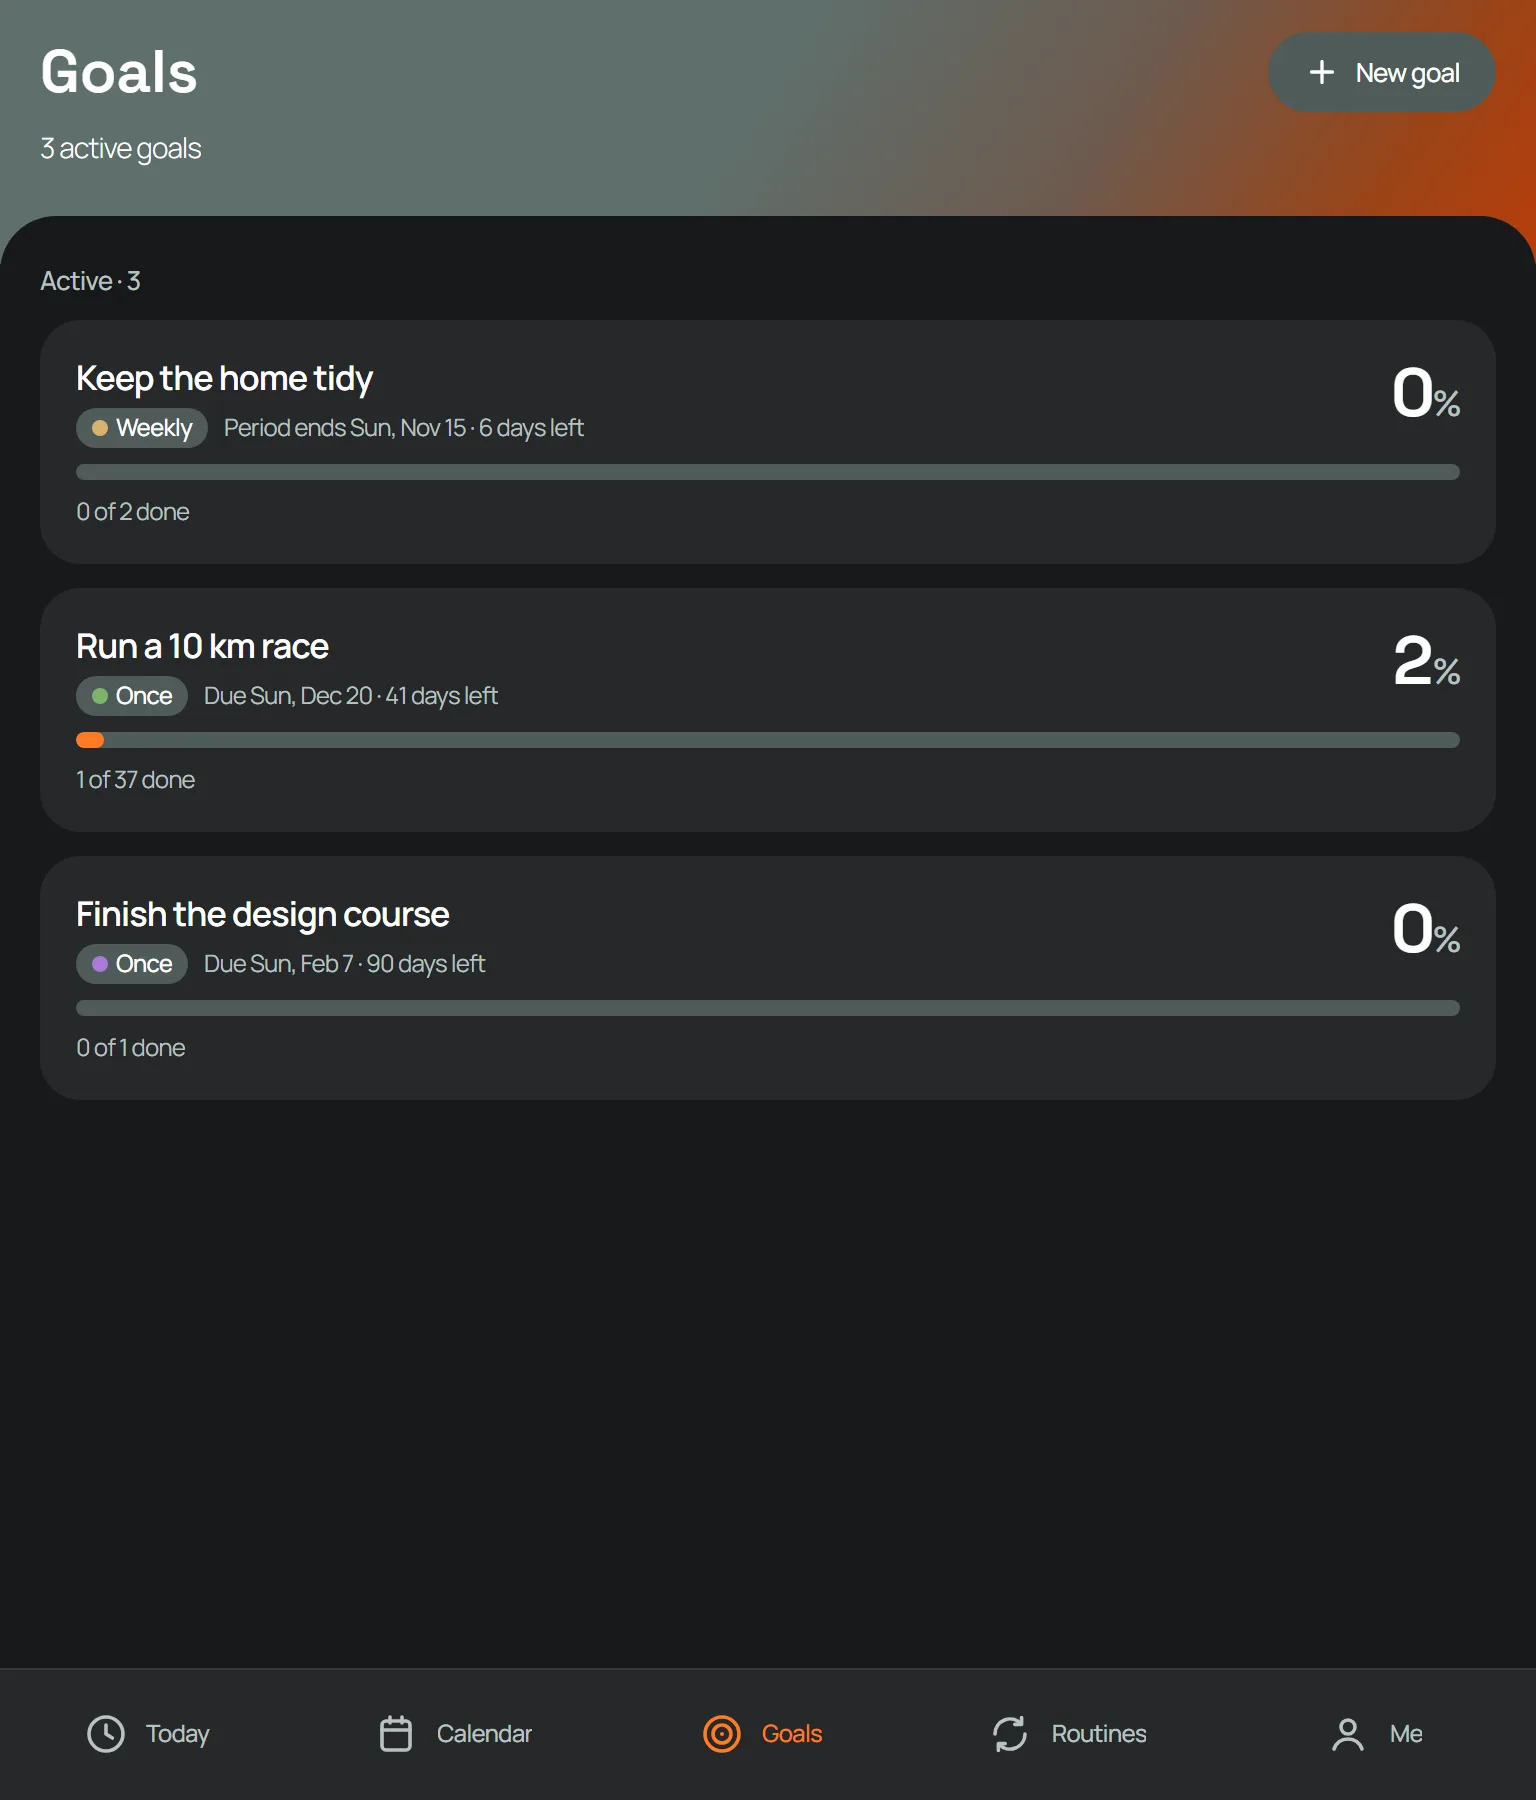 Goals
New goal
3 active goals
Active · 3
Keep the home tidy
0%
Weekly
Period ends Sun, Nov 15 · 6 days left
0 of 2 done
Run a 10 km race
2%
Once
Due Sun, Dec 20 · 41 days left
1 of 37 done
Finish the design course
0%
Once
Due Sun, Feb 7 · 90 days left
0 of 1 done
Today
Calendar
Goals
Routines
Me